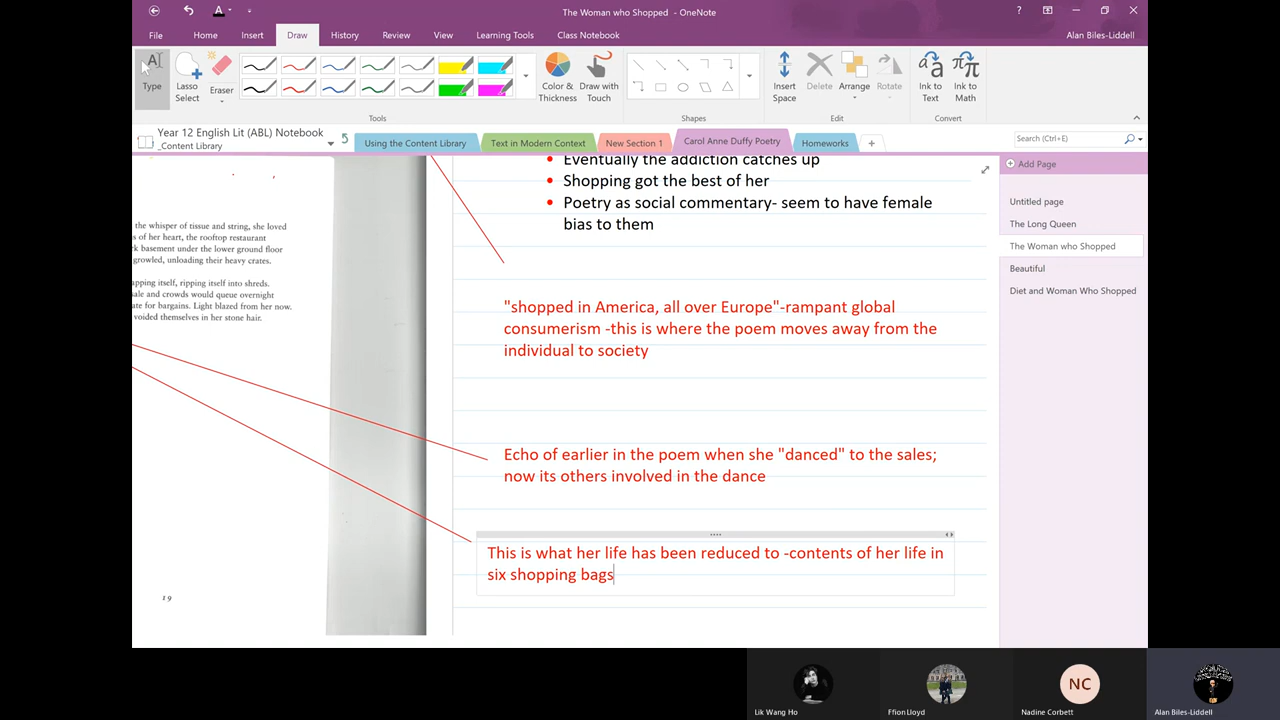 The Woman who Shopped - OneNote
File Home Insert Draw History Review View Learning Tools Class Notebook
Alan Biles-Liddell
Type
Lasso Select
Eraser
Color & Thickness
Draw with Touch
Insert Space
Delete
Arrange
Rotate
Ink to Text
Ink to Math
Tools
Shapes
Edit
Convert
Year 12 English Lit (ABL) Notebook
_Content Library
Using the Content Library
Text in Modern Context
New Section 1
Carol Anne Duffy Poetry
Homeworks
Search (Ctrl+E)
the whisper of tissue and string, she loved
s of her heart, the rooftop restaurant
rk basement under the lower ground floor
growled, unloading their heavy crates.
apping itself, ripping itself into shreds.
sale and crowds would queue overnight
ate for bargains. Light blazed from her now.
voided themselves in her stone hair.
19
• Eventually the addiction catches up
• Shopping got the best of her
• Poetry as social commentary- seem to have female
bias to them
"shopped in America, all over Europe"-rampant global
consumerism -this is where the poem moves away from the
individual to society
Echo of earlier in the poem when she "danced" to the sales;
now its others involved in the dance
This is what her life has been reduced to -contents of her life in
six shopping bags
Add Page
Untitled page
The Long Queen
The Woman who Shopped
Beautiful
Diet and Woman Who Shopped
Lik Wang Ho
Ffion Lloyd
NC
Nadine Corbett
Alan Biles-Liddell